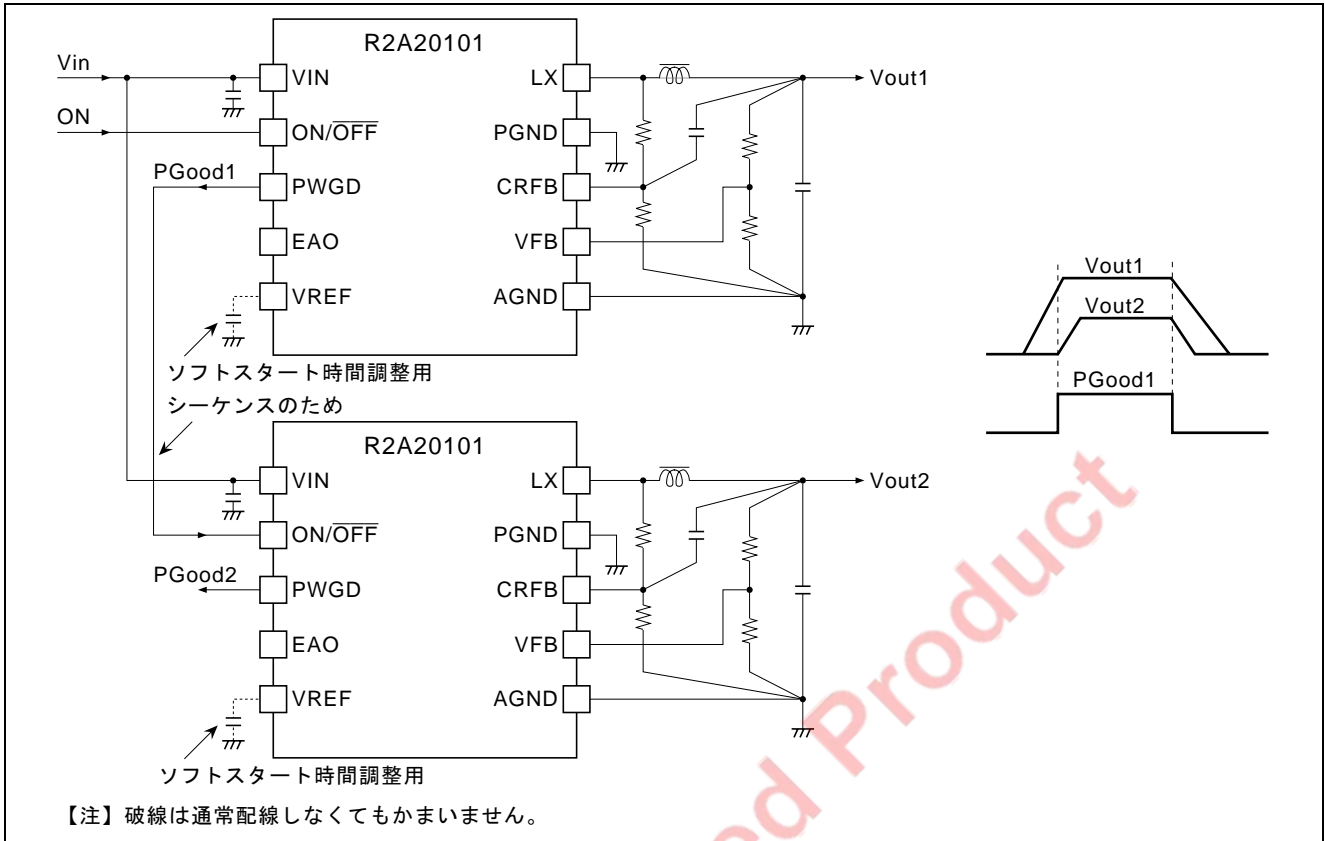 R2A20101
Vin
VIN
LX
Vout1
ON
ON/OFF
PGND
PGood1
PWGD
CRFB
EAO
VFB
VREF
AGND
ソフトスタート時間調整用
シーケンスのため
Vout1
Vout2
PGood1
R2A20101
VIN
LX
Vout2
ON/OFF
PGND
PGood2
PWGD
CRFB
EAO
VFB
VREF
AGND
ソフトスタート時間調整用
【注】破線は通常配線しなくてもかまいません。
ed Product